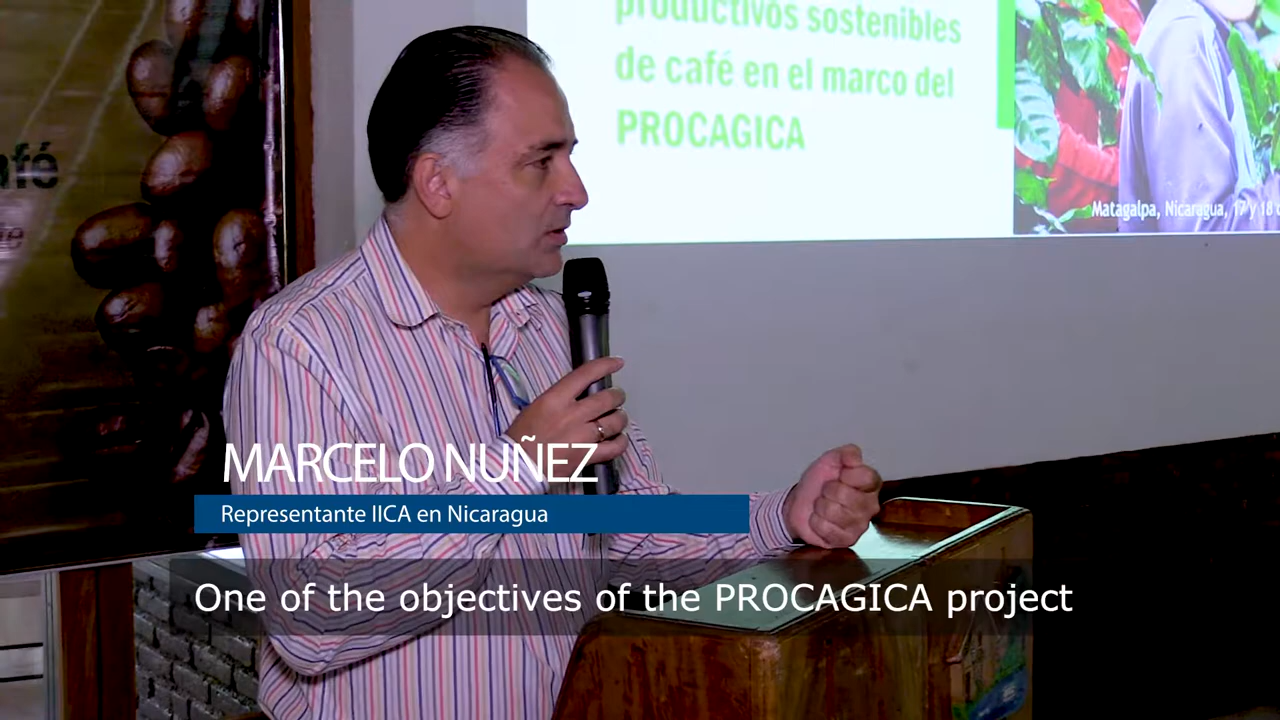 productivos sostenibles
de café en el marco del
PROCAGICA
Matagalpa, Nicaragua, 17 y 18
MARCELO NUÑEZ
Representante IICA en Nicaragua
One of the objectives of the PROCAGICA project